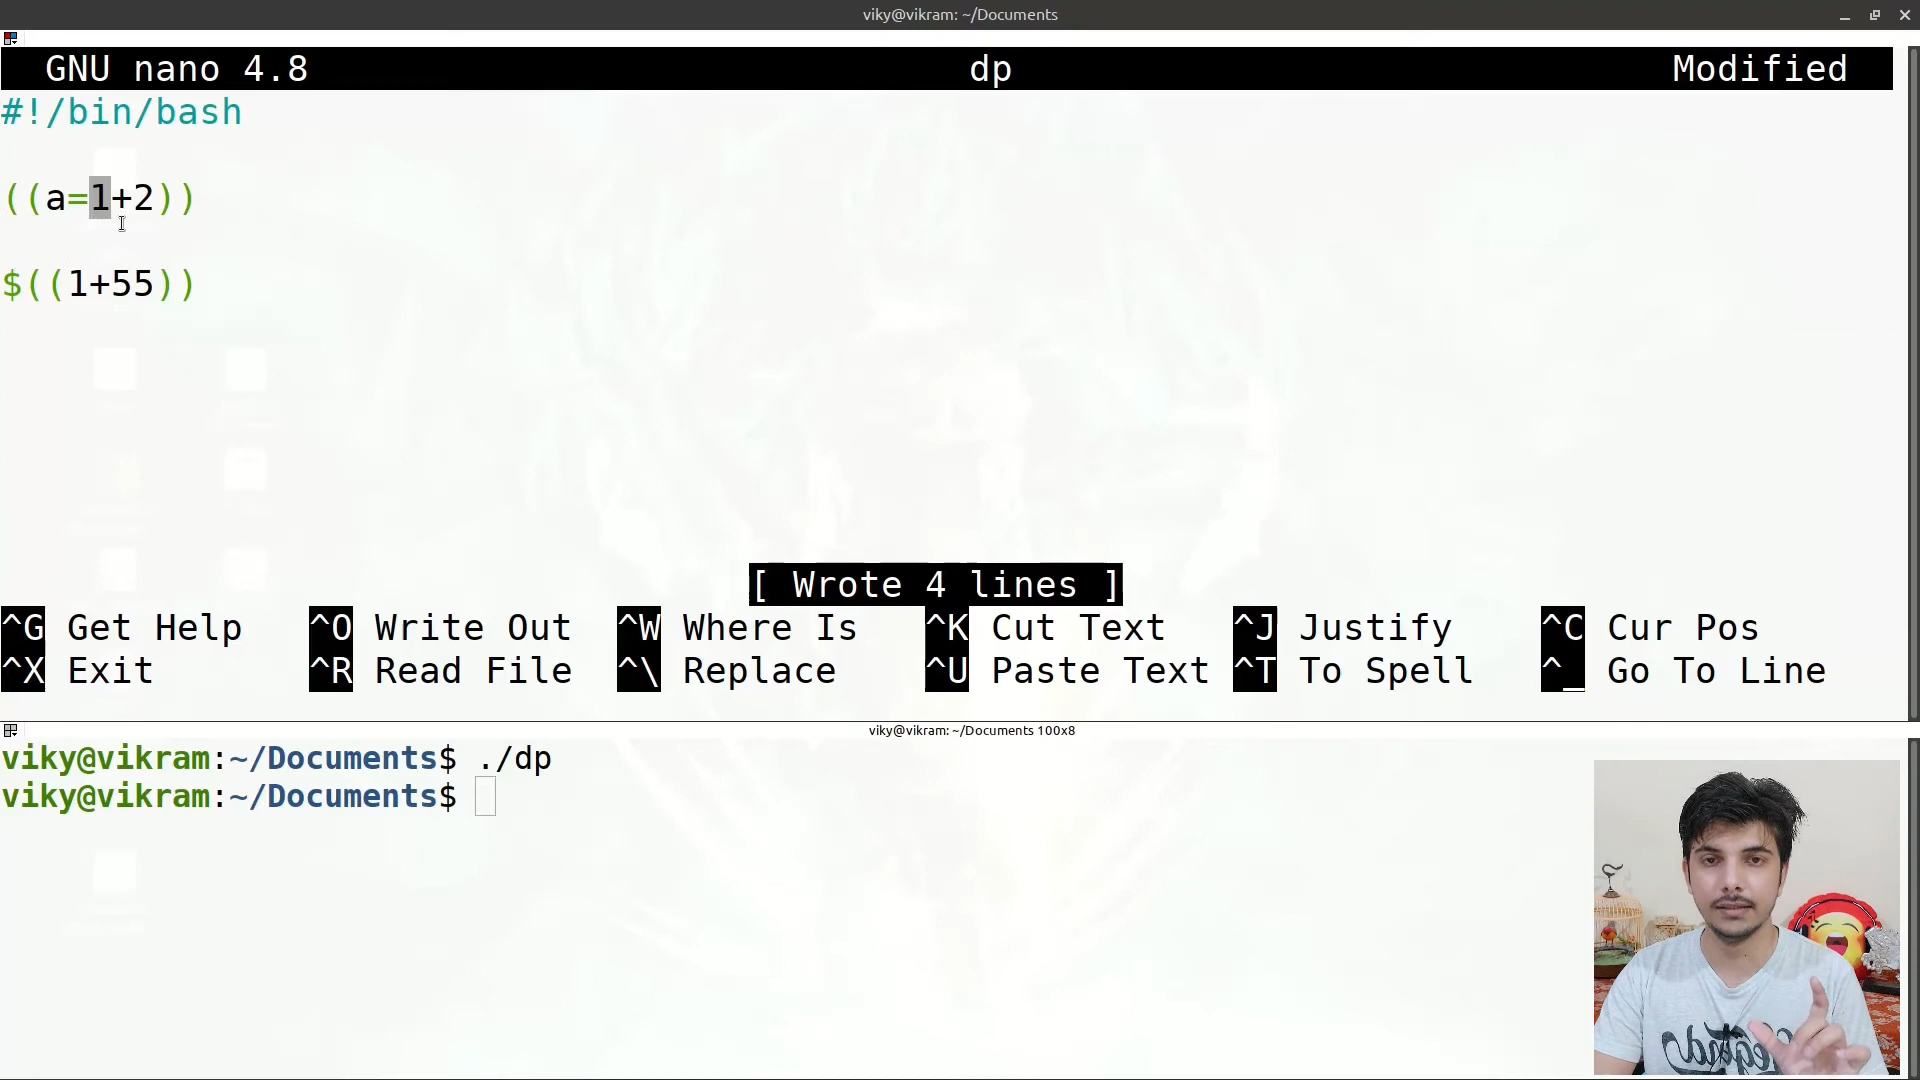 viky@vikram: ~/Documents
GNU nano 4.8 dp Modified
#!/bin/bash
((a=1+2))
$((1+55))
[ Wrote 4 lines ]
^G Get Help ^O Write Out ^W Where Is ^K Cut Text ^J Justify ^C Cur Pos
^X Exit ^R Read File ^\ Replace ^U Paste Text ^T To Spell ^_ Go To Line
viky@vikram: ~/Documents 100x8
viky@vikram:~/Documents$ ./dp
viky@vikram:~/Documents$